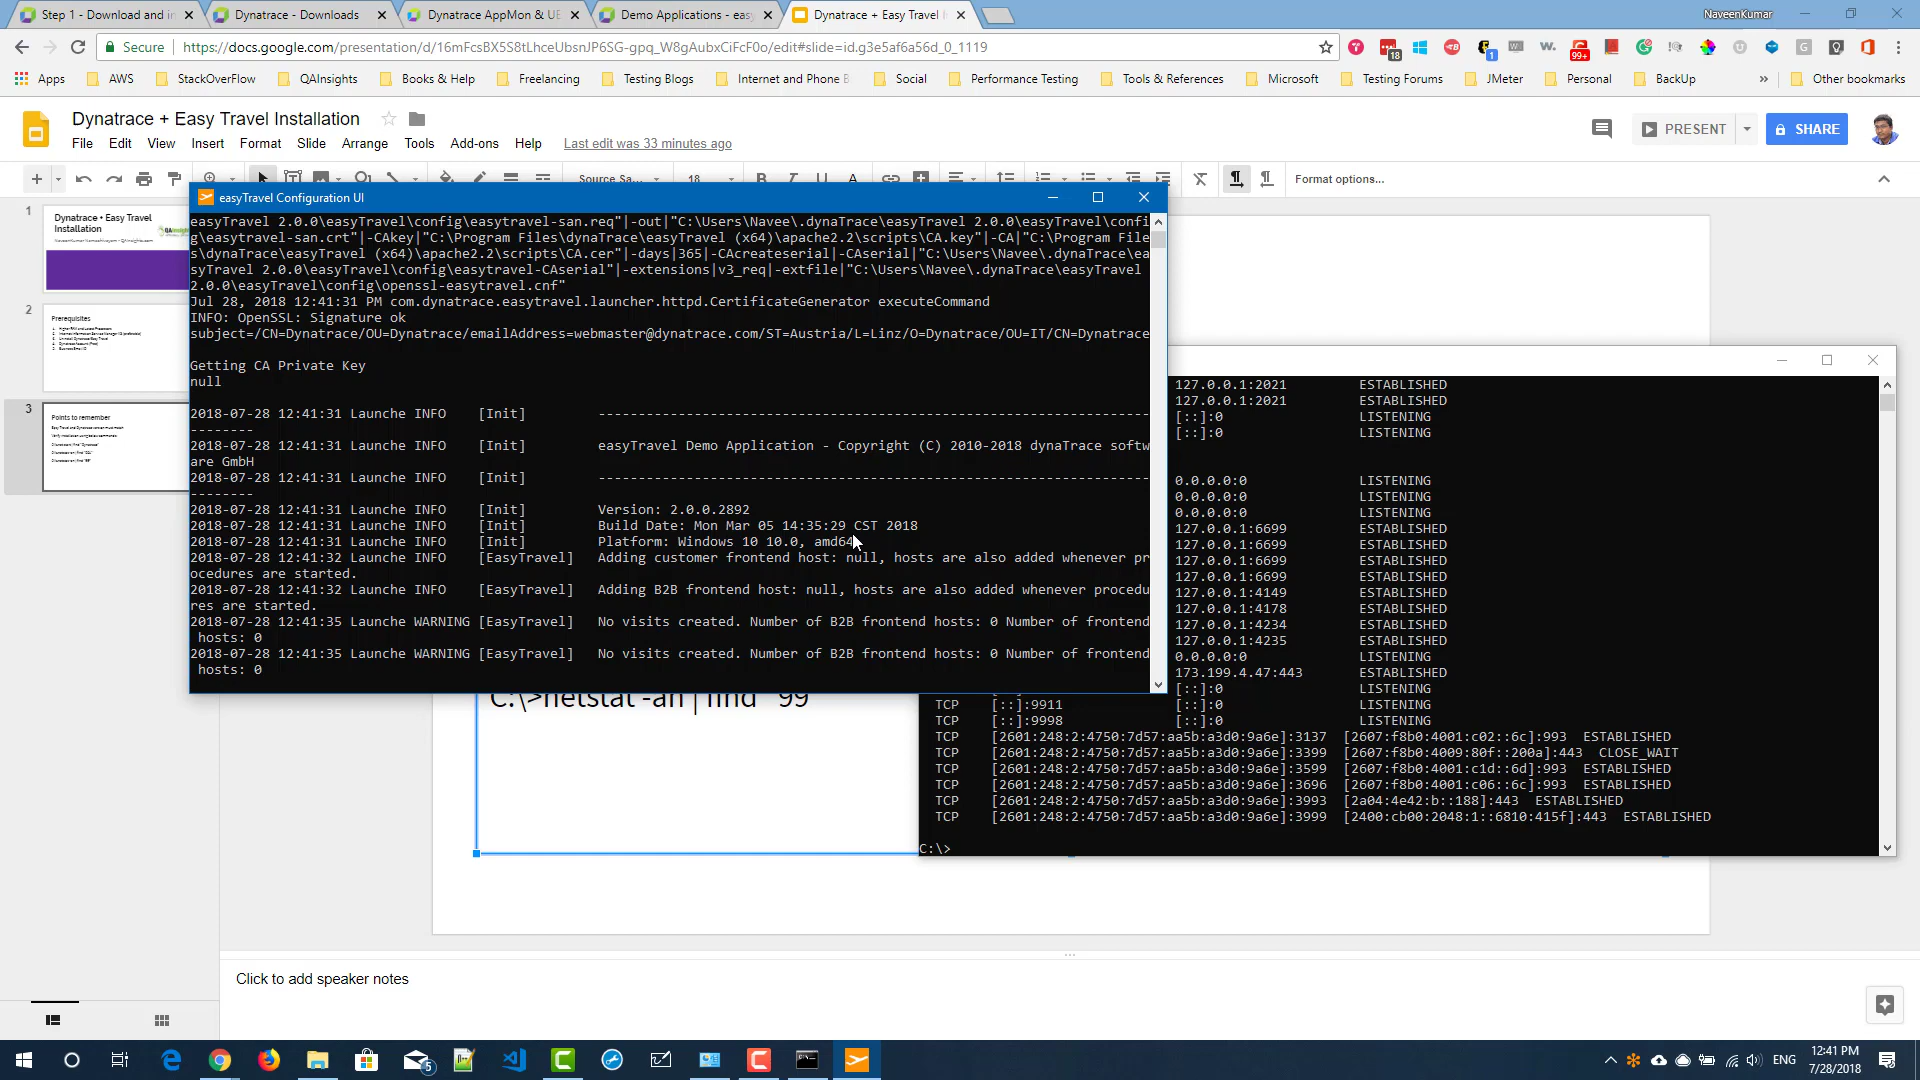 Step 1 - Download and in
Dynatrace - Downloads
Dynatrace AppMon & UE
Demo Applications - easy
Dynatrace + Easy Travel I
NaveenKumar
Secure
https://docs.google.com/presentation/d/16mFcsBX5S8tLhceUbsnJP6SG-gpq_W8gAubxCiFcF0o/edit#slide=id.g3e5af6a56d_0_1119
Apps
AWS
StackOverFlow
QAInsights
Books & Help
Freelancing
Testing Blogs
Internet and Phone B
Social
Performance Testing
Tools & References
Microsoft
Testing Forums
JMeter
Personal
BackUp
Other bookmarks
Dynatrace + Easy Travel Installation
File Edit View Insert Format Slide Arrange Tools Add-ons Help
Last edit was 33 minutes ago
PRESENT
SHARE
Format options...
1
Dynatrace + Easy Travel
Installation
2
Prerequisites
3
Points to remember
easyTravel Configuration UI
easyTravel 2.0.0\easyTravel\config\easytravel-san.req"|-out|"C:\Users\Navee\.dynaTrace\easyTravel 2.0.0\easyTravel\confi
g\easytravel-san.crt"|-CAkey|"C:\Program Files\dynaTrace\easyTravel (x64)\apache2.2\scripts\CA.key"|-CA|"C:\Program File
s\dynaTrace\easyTravel (x64)\apache2.2\scripts\CA.cer"|-days|365|-CAcreateserial|-CAserial|"C:\Users\Navee\.dynaTrace\ea
syTravel 2.0.0\easyTravel\config\easytravel-CAserial"|-extensions|v3_req|-extfile|"C:\Users\Navee\.dynaTrace\easyTravel
2.0.0\easyTravel\config\openssl-easytravel.cnf"
Jul 28, 2018 12:41:31 PM com.dynatrace.easytravel.launcher.httpd.CertificateGenerator executeCommand
INFO: OpenSSL: Signature ok
subject=/CN=Dynatrace/OU=Dynatrace/emailAddress=webmaster@dynatrace.com/ST=Austria/L=Linz/O=Dynatrace/OU=IT/CN=Dynatrace
Getting CA Private Key
null
2018-07-28 12:41:31 Launche INFO [Init] ---------------------------------------------------------------------
--------
2018-07-28 12:41:31 Launche INFO [Init] easyTravel Demo Application - Copyright (C) 2010-2018 dynaTrace softw
are GmbH
2018-07-28 12:41:31 Launche INFO [Init] ---------------------------------------------------------------------
--------
2018-07-28 12:41:31 Launche INFO [Init] Version: 2.0.0.2892
2018-07-28 12:41:31 Launche INFO [Init] Build Date: Mon Mar 05 14:35:29 CST 2018
2018-07-28 12:41:31 Launche INFO [Init] Platform: Windows 10 10.0, amd64
2018-07-28 12:41:32 Launche INFO [EasyTravel] Adding customer frontend host: null, hosts are also added whenever pr
ocedures are started.
2018-07-28 12:41:32 Launche INFO [EasyTravel] Adding B2B frontend host: null, hosts are also added whenever procedu
res are started.
2018-07-28 12:41:35 Launche WARNING [EasyTravel] No visits created. Number of B2B frontend hosts: 0 Number of frontend
hosts: 0
2018-07-28 12:41:35 Launche WARNING [EasyTravel] No visits created. Number of B2B frontend hosts: 0 Number of frontend
hosts: 0
C:\>netstat -an | find "99"
127.0.0.1:2021 ESTABLISHED
127.0.0.1:2021 ESTABLISHED
[::]:0 LISTENING
[::]:0 LISTENING
0.0.0.0:0 LISTENING
0.0.0.0:0 LISTENING
0.0.0.0:0 LISTENING
127.0.0.1:6699 ESTABLISHED
127.0.0.1:6699 ESTABLISHED
127.0.0.1:6699 ESTABLISHED
127.0.0.1:6699 ESTABLISHED
127.0.0.1:4149 ESTABLISHED
127.0.0.1:4178 ESTABLISHED
127.0.0.1:4234 ESTABLISHED
127.0.0.1:4235 ESTABLISHED
0.0.0.0:0 LISTENING
173.199.4.47:443 ESTABLISHED
[::]:0 LISTENING
TCP [::]:9911 [::]:0 LISTENING
TCP [::]:9998 [::]:0 LISTENING
TCP [2601:248:2:4750:7d57:aa5b:a3d0:9a6e]:3137 [2607:f8b0:4001:c02::6c]:993 ESTABLISHED
TCP [2601:248:2:4750:7d57:aa5b:a3d0:9a6e]:3399 [2607:f8b0:4009:80f::200a]:443 CLOSE_WAIT
TCP [2601:248:2:4750:7d57:aa5b:a3d0:9a6e]:3599 [2607:f8b0:4001:c1d::6d]:993 ESTABLISHED
TCP [2601:248:2:4750:7d57:aa5b:a3d0:9a6e]:3696 [2607:f8b0:4001:c06::6c]:993 ESTABLISHED
TCP [2601:248:2:4750:7d57:aa5b:a3d0:9a6e]:3993 [2a04:4e42:b::188]:443 ESTABLISHED
TCP [2601:248:2:4750:7d57:aa5b:a3d0:9a6e]:3999 [2400:cb00:2048:1::6810:415f]:443 ESTABLISHED
C:\>
Click to add speaker notes
ENG
12:41 PM
7/28/2018